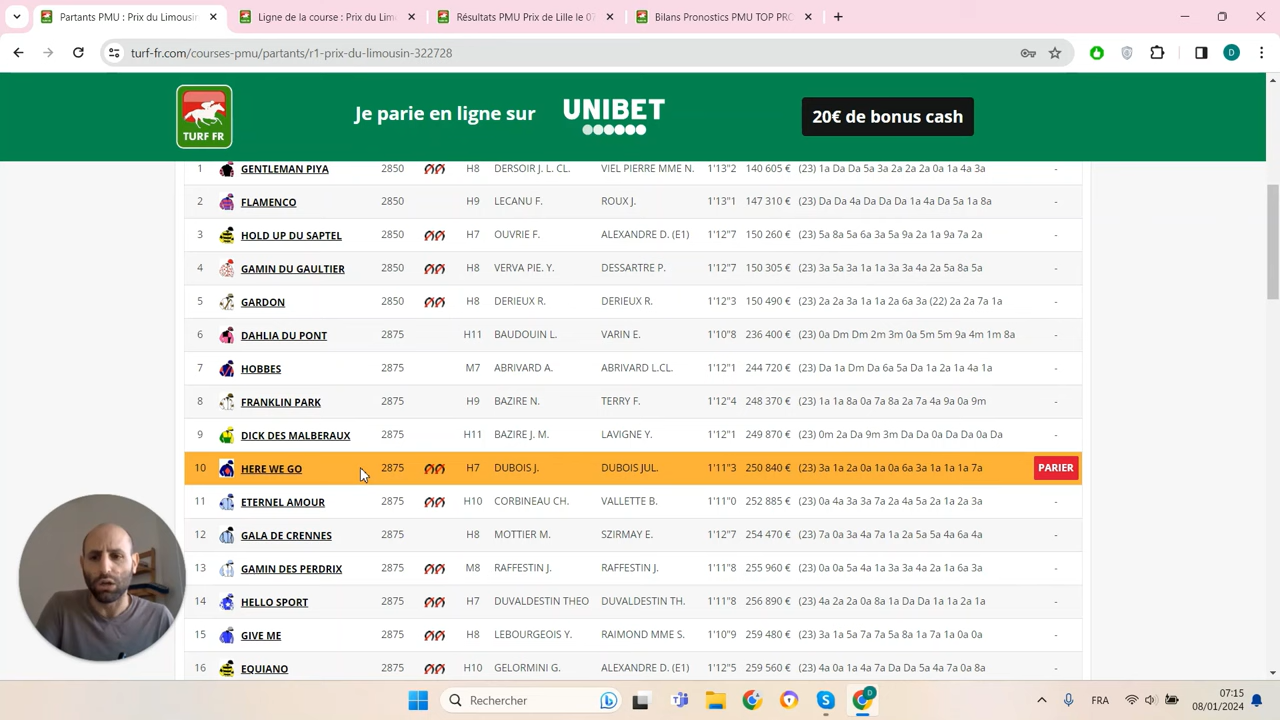 Partants PMU : Prix du Limousin
Ligne de la course : Prix du Lim
Résultats PMU Prix de Lille le 07
Bilans Pronostics PMU TOP PRO
turf-fr.com/courses-pmu/partants/r1-prix-du-limousin-322728
D
TURF FR
Je parie en ligne sur
UNIBET
20€ de bonus cash
1 GENTLEMAN PIYA 2850 H8 DERSOIR J. L. CL. VIEL PIERRE MME N. 1'13"2 140 605 € (23) 1a Da Da 5a 3a 2a 2a 2a 0a 1a 4a 3a -
2 FLAMENCO 2850 H9 LECANU F. ROUX J. 1'13"1 147 310 € (23) Da Da 4a Da Da Da 1a 4a Da 5a 1a 8a -
3 HOLD UP DU SAPTEL 2850 H7 OUVRIE F. ALEXANDRE D. (E1) 1'12"7 150 260 € (23) 5a 8a 5a 6a 3a 5a 9a 2a 1a 9a 7a 2a -
4 GAMIN DU GAULTIER 2850 H8 VERVA PIE. Y. DESSARTRE P. 1'12"7 150 305 € (23) 3a 5a 3a 1a 1a 3a 3a 4a 2a 5a 8a 5a -
5 GARDON 2850 H8 DERIEUX R. DERIEUX R. 1'12"3 150 490 € (23) 2a 2a 3a 1a 1a 2a 6a 3a (22) 2a 2a 7a 1a -
6 DAHLIA DU PONT 2875 H11 BAUDOUIN L. VARIN E. 1'10"8 236 400 € (23) 0a Dm Dm 2m 3m 0a 5m 5m 9a 4m 1m 8a -
7 HOBBES 2875 M7 ABRIVARD A. ABRIVARD L.CL. 1'12"1 244 720 € (23) Da 1a Dm Da 6a 5a Da 1a 2a 1a 4a 1a -
8 FRANKLIN PARK 2875 H9 BAZIRE N. TERRY F. 1'12"4 248 370 € (23) 1a 1a 8a 0a 7a 8a 2a 7a 4a 9a 0a 9m -
9 DICK DES MALBERAUX 2875 H11 BAZIRE J. M. LAVIGNE Y. 1'12"1 249 870 € (23) 0m 2a Da 9m 3m Da Da 0a Da Da 0a Da -
10 HERE WE GO 2875 H7 DUBOIS J. DUBOIS JUL. 1'11"3 250 840 € (23) 3a 1a 2a 0a 1a 0a 6a 3a 1a 1a 1a 7a PARIER
11 ETERNEL AMOUR 2875 H10 CORBINEAU CH. VALLETTE B. 1'11"0 252 885 € (23) 0a 4a 3a 3a 7a 2a 4a 5a 2a 1a 2a 3a -
12 GALA DE CRENNES 2875 H8 MOTTIER M. SZIRMAY E. 1'12"7 254 470 € (23) 7a 0a 3a 4a 7a 1a 2a 5a 5a 4a 6a 4a -
13 GAMIN DES PERDRIX 2875 M8 RAFFESTIN J. RAFFESTIN J. 1'11"8 255 960 € (23) 0a 0a 5a 4a 1a 3a 3a 4a 2a 1a 6a 3a -
14 HELLO SPORT 2875 H7 DUVALDESTIN THEO DUVALDESTIN TH. 1'11"8 256 890 € (23) 4a 2a 2a 0a 8a 1a Da Da 1a 1a 2a 1a -
15 GIVE ME 2875 H8 LEBOURGEOIS Y. RAIMOND MME S. 1'10"9 259 480 € (23) 3a 1a 5a 7a 7a 5a 8a 1a 7a 1a 0a 0a -
16 EQUIANO 2875 H10 GELORMINI G. ALEXANDRE D. (E1) 1'12"5 259 560 € (23) 4a 0a 1a 4a 7a Da Da 5a 4a 7a 0a 8a -
Rechercher
FRA
07:15
08/01/2024